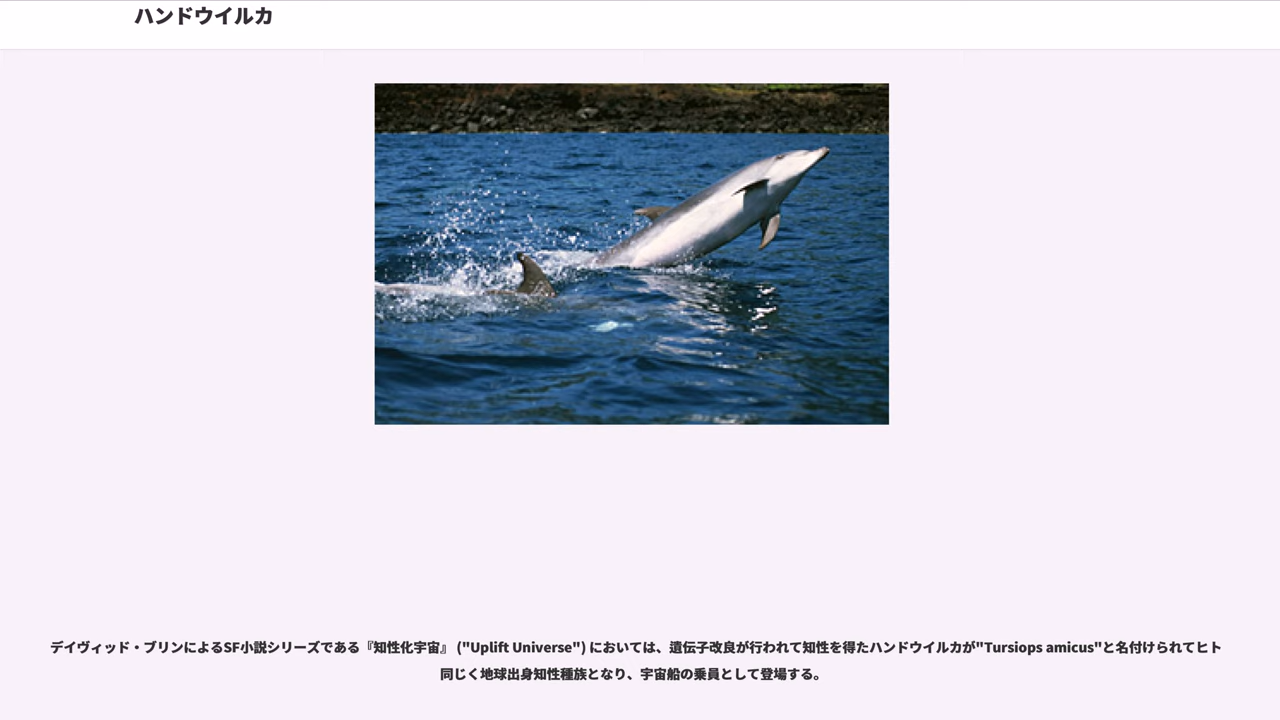 ハンドウイルカ
デイヴィッド・ブリンによるSF小説シリーズである『知性化宇宙』 ("Uplift Universe") においては、遺伝子改良が行われて知性を得たハンドウイルカが"Tursiops amicus"と名付けられてヒト
同じく地球出身知性種族となり、宇宙船の乗員として登場する。